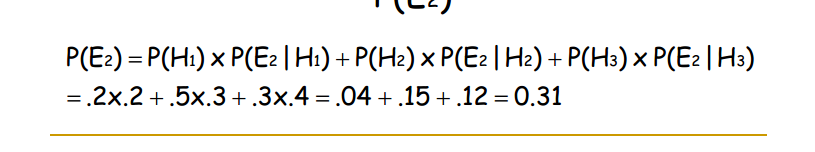 P(E₂) = P(H₁) x P(E₂ | H₁) + P(H₂) x P(E₂ | H₂) + P(H₃) x P(E₂ | H₃)
= .2x.2 + .5x.3 + .3x.4 = .04 + .15 + .12 = 0.31